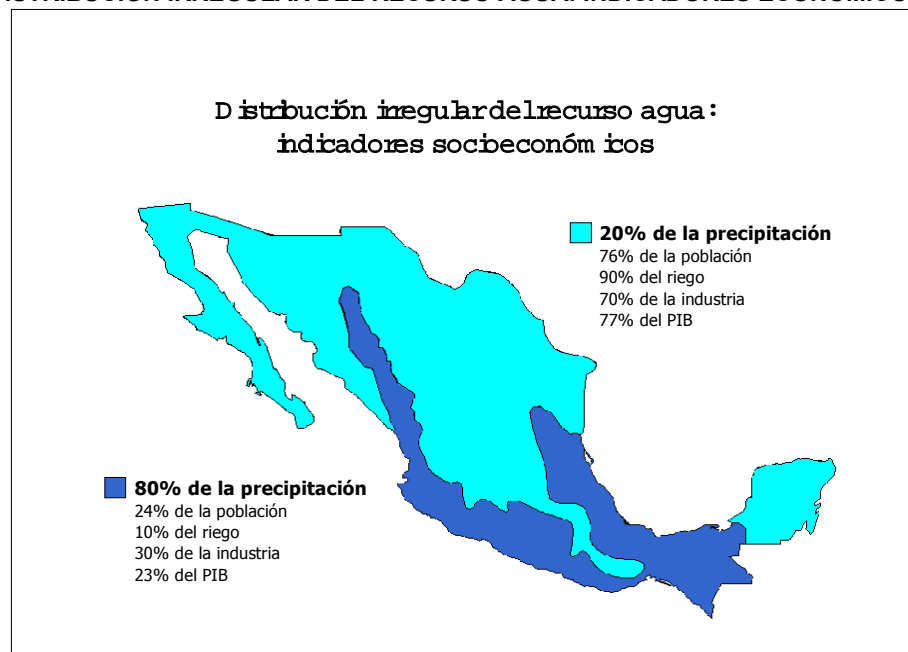 Distribución irregular del recurso agua:
indicadores socioeconómicos
20% de la precipitación
76% de la población
90% del riego
70% de la industria
77% del PIB
80% de la precipitación
24% de la población
10% del riego
30% de la industria
23% del PIB